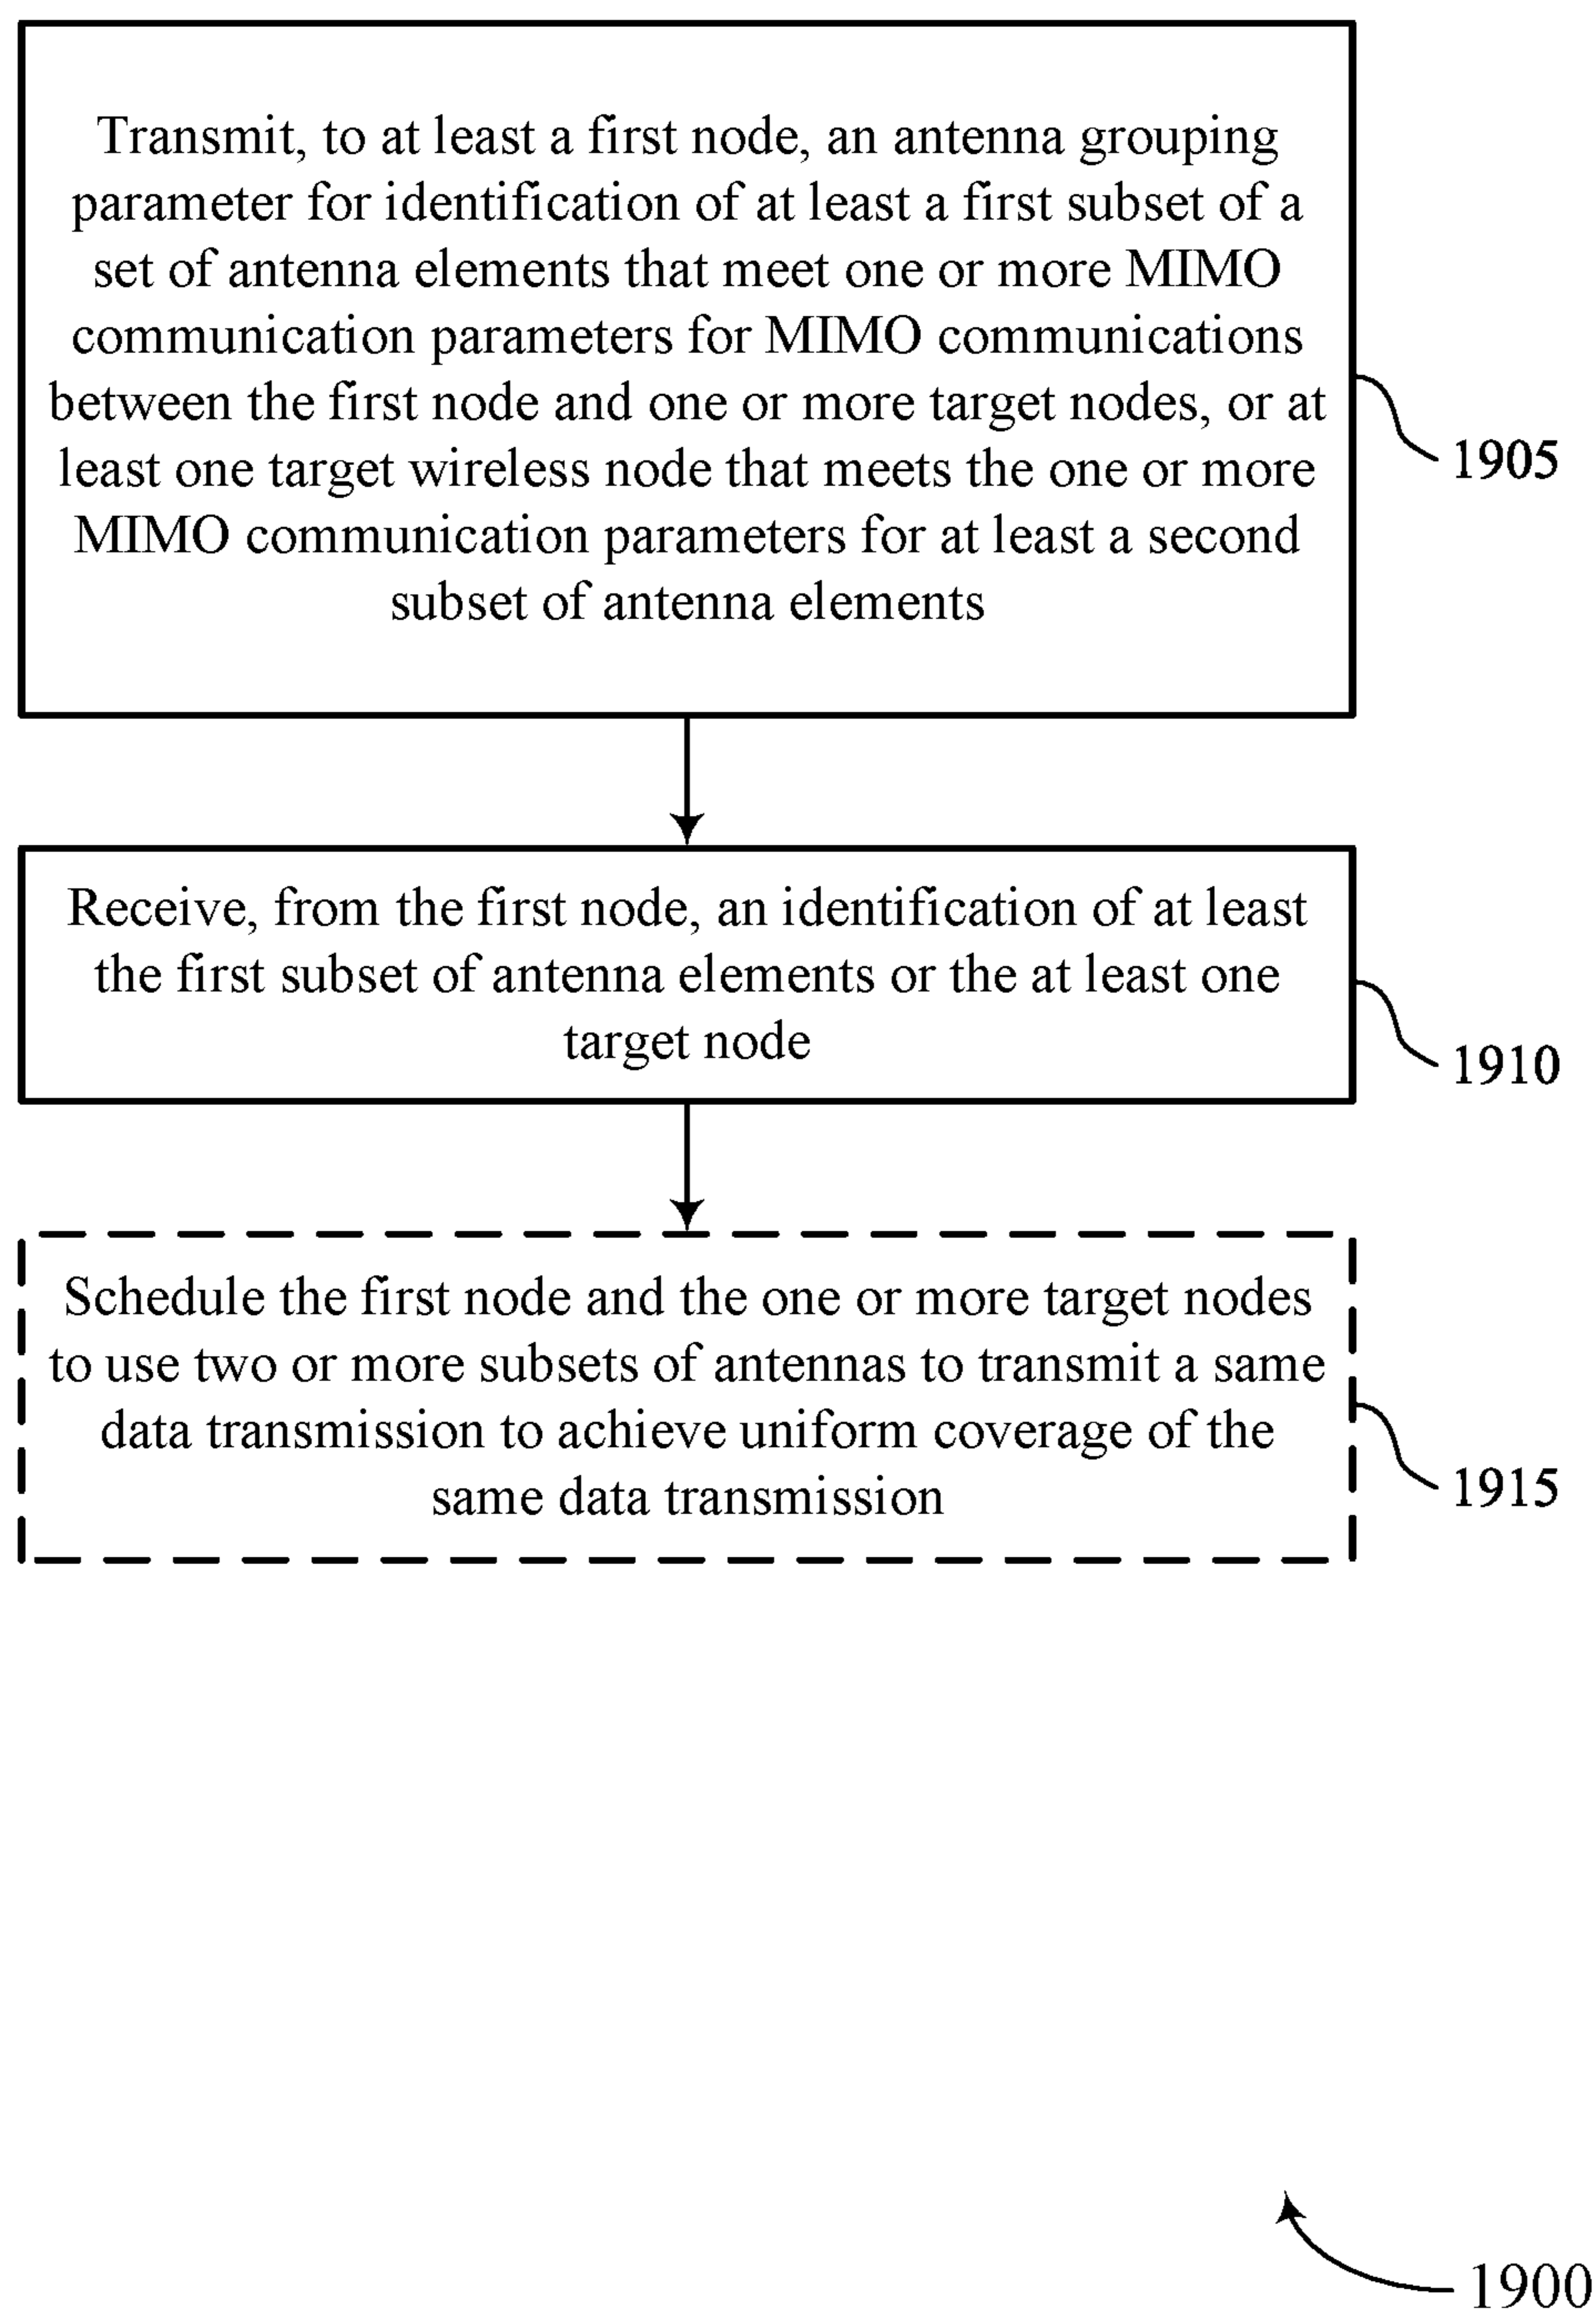 Transmit, to at least a first node, an antenna grouping
parameter for identification of at least a first subset of a
set of antenna elements that meet one or more MIMO
communication parameters for MIMO communications
between the first node and one or more target nodes, or at
least one target wireless node that meets the one or more
MIMO communication parameters for at least a second
subset of antenna elements
1905
Receive, from the first node, an identification of at least
the first subset of antenna elements or the at least one
target node
1910
Schedule the first node and the one or more target nodes
to use two or more subsets of antennas to transmit a same
data transmission to achieve uniform coverage of the
same data transmission
1915
1900